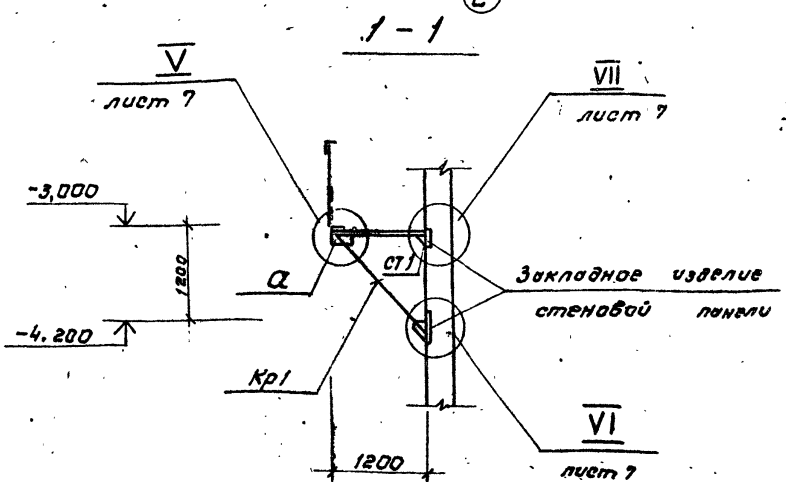 2
1-1
V
лист 7
VII
лист 7
-3,000
1200
СТ1
а
Закладное изделие
стеновой панели
-4.200
Кр1
VI
1200
лист 7